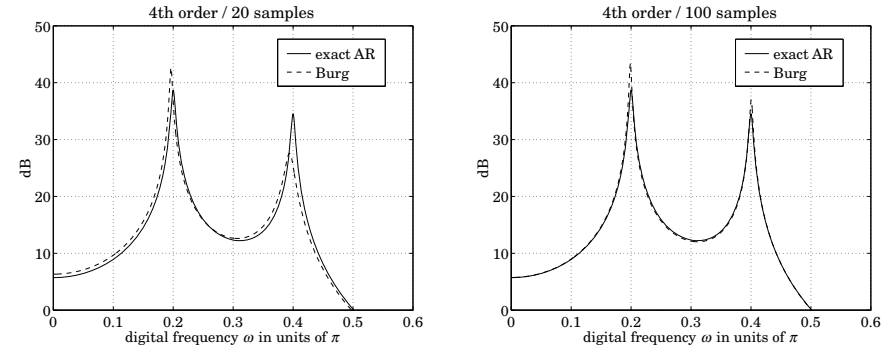 4th order / 20 samples
50
40
30
20
10
0
dB
0
0.1
0.2
0.3
0.4
0.5
0.6
digital frequency ω in units of π
exact AR
Burg
4th order / 100 samples
50
40
30
20
10
0
dB
0
0.1
0.2
0.3
0.4
0.5
0.6
digital frequency ω in units of π
exact AR
Burg